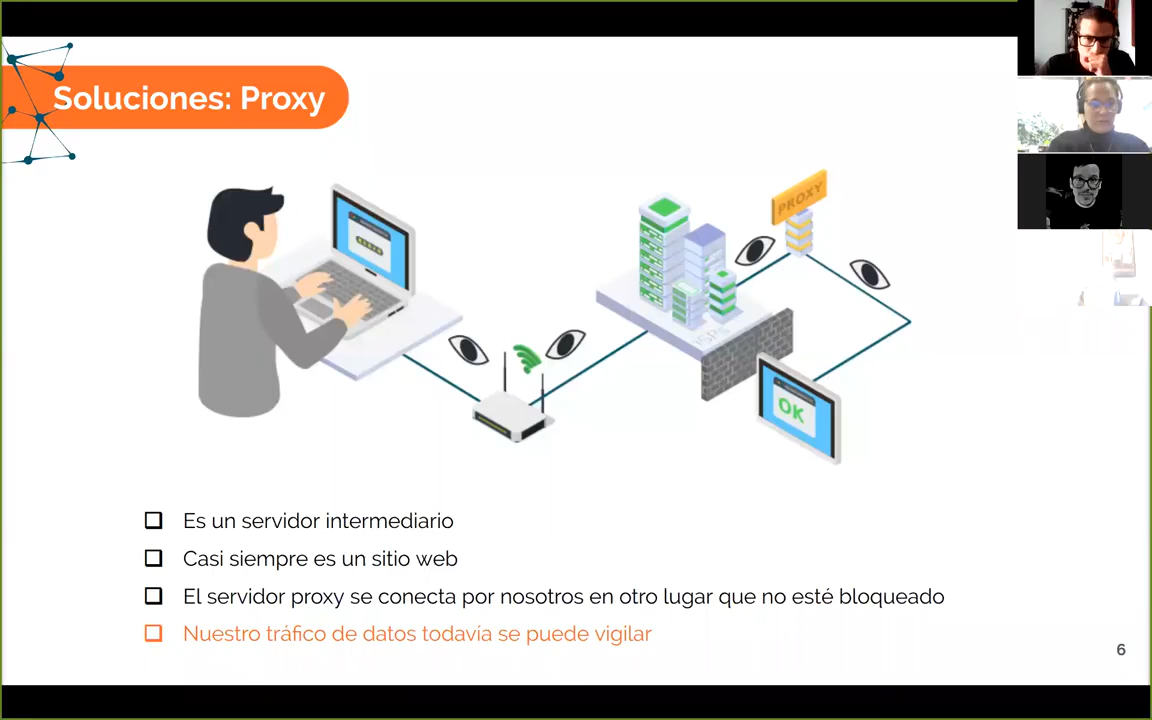 Soluciones: Proxy
PROXY
ISPs
OK
Es un servidor intermediario
Casi siempre es un sitio web
El servidor proxy se conecta por nosotros en otro lugar que no esté bloqueado
Nuestro tráfico de datos todavía se puede vigilar
6